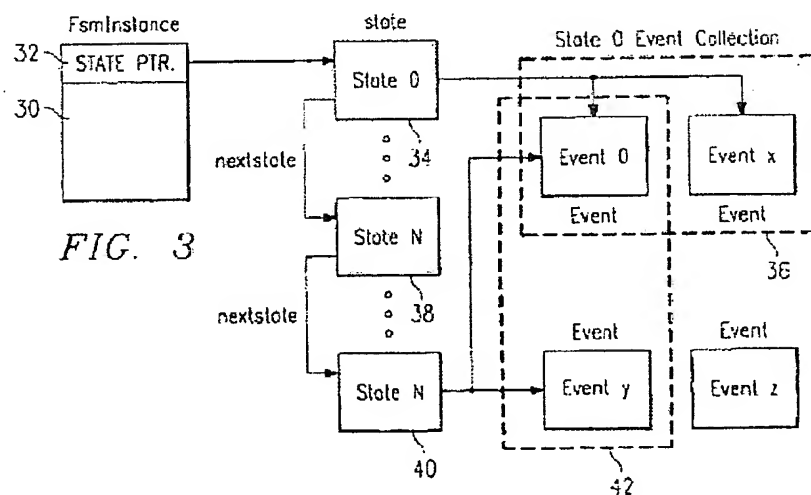 FsmInstance
state
State 0 Event Collection
32
STATE PTR.
30
State 0
34
nextstate
Event 0
Event x
Event
Event
36
FIG. 3
State N
38
nextstate
Event
Event
State N
Event y
Event z
40
42